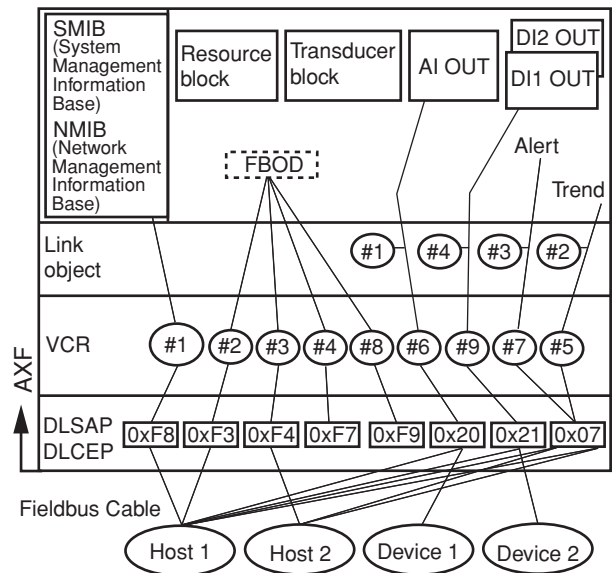 SMIB
(System
Management
Information
Base)
NMIB
(Network
Management
Information
Base)
Resource
block
Transducer
block
AI OUT
DI2 OUT
DI1 OUT
FBOD
Alert
Trend
Link
object
#1
#4
#3
#2
VCR
#1
#2
#3
#4
#8
#6
#9
#7
#5
AXF
DLSAP
DLCEP
0xF8
0xF3
0xF4
0xF7
0xF9
0x20
0x21
0x07
Fieldbus Cable
Host 1
Host 2
Device 1
Device 2